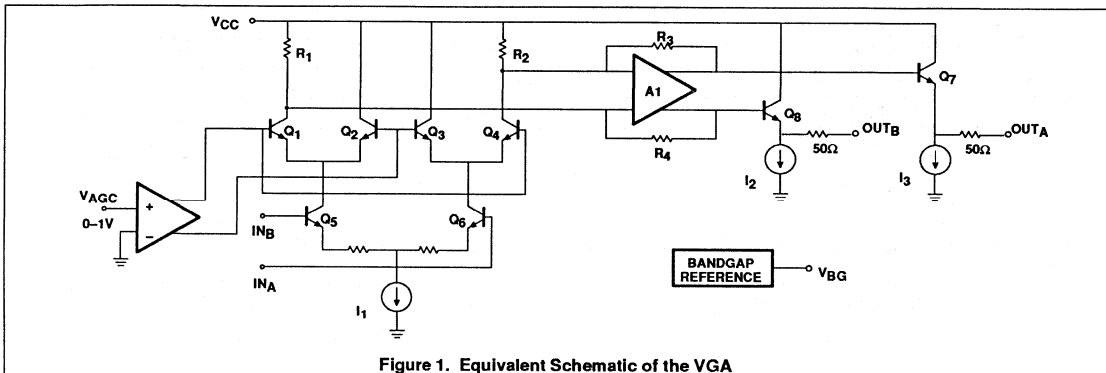 VCC
R1
R2
R3
A1
R4
Q7
Q8
Q1
Q2
Q3
Q4
OUTB
50Ω
OUTA
50Ω
I2
I3
VAGC
0–1V
+
–
Q5
Q6
INB
INA
I1
BANDGAP
REFERENCE
VBG
Figure 1. Equivalent Schematic of the VGA